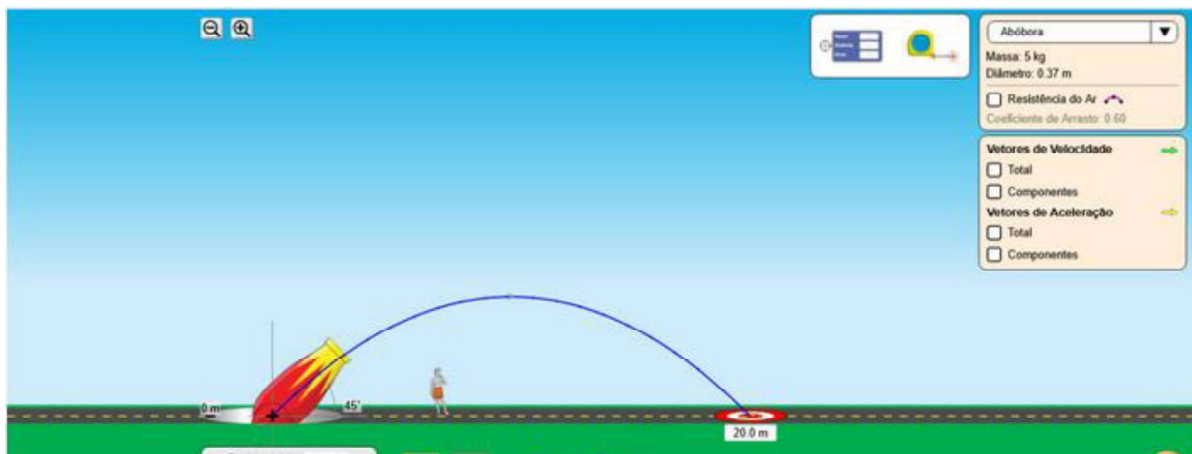 Abóbora
Massa: 5 kg
Diâmetro: 0.37 m
Resistência do Ar
Coeficiente de Arrasto: 0.60
Vetores de Velocidade
Total
Componentes
Vetores de Aceleração
Total
Componentes
0 m
45°
20.0 m